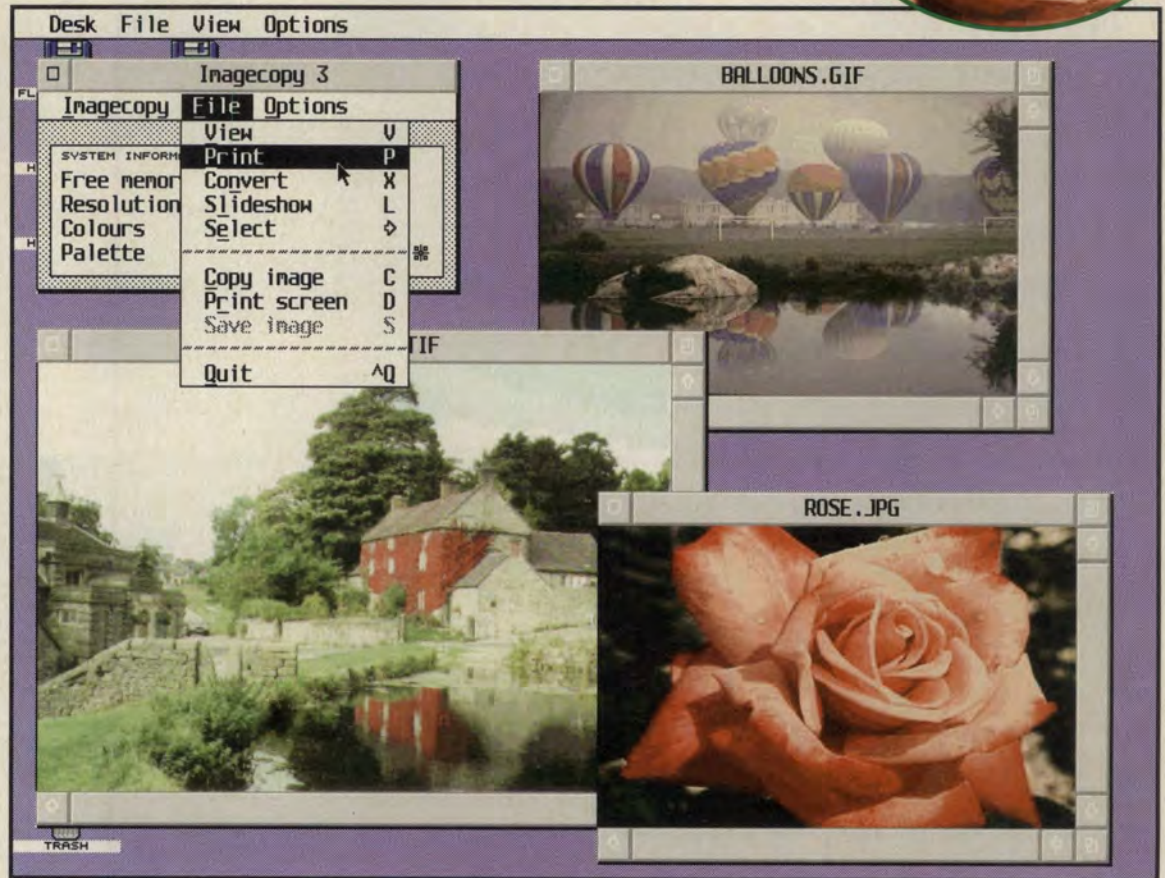 Desk File View Options
Imagecopy 3
Imagecopy File Options
View V
Print P
Convert X
Slideshow L
Select
Copy image C
Print screen D
Save image S
Quit ^Q
SYSTEM INFORM
Free memor
Resolution
Colours
Palette
FL
H
H
BALLOONS.GIF
TIF
ROSE.JPG
TRASH